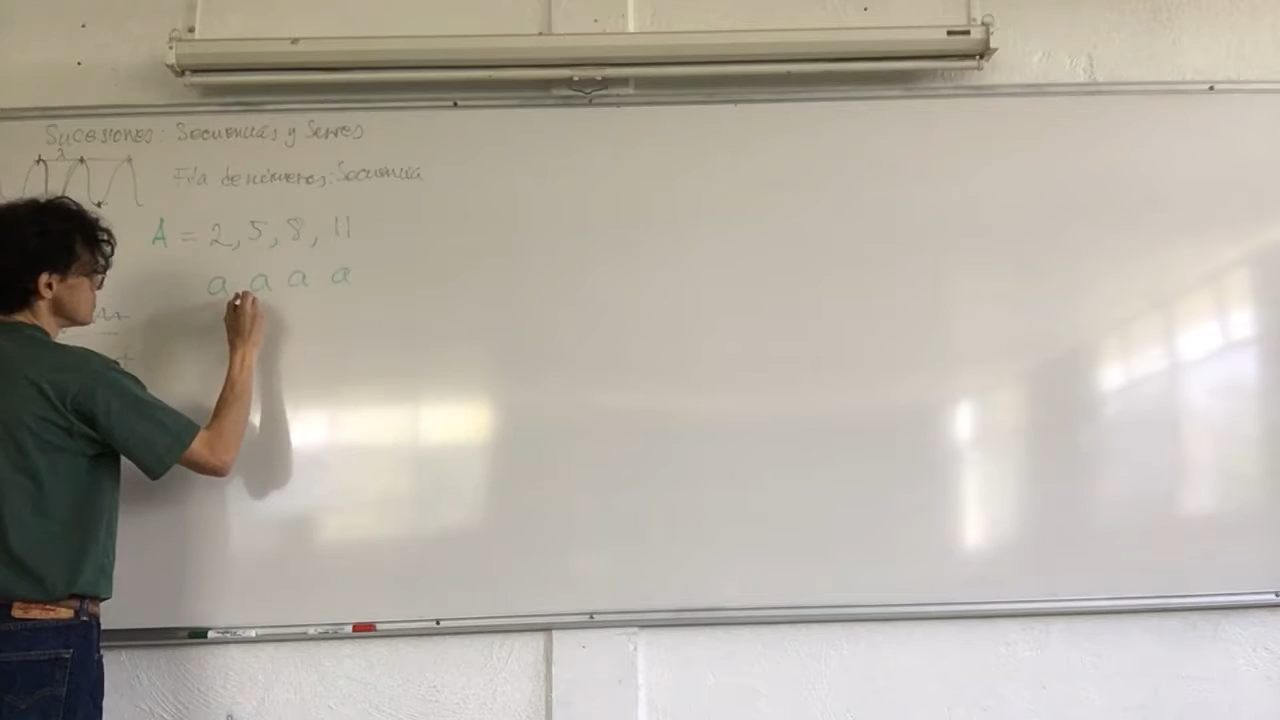 Sucesiones: Secuencias y Series
λ
Fila de números: Secuencia
A = 2, 5, 8, 11
a a a a